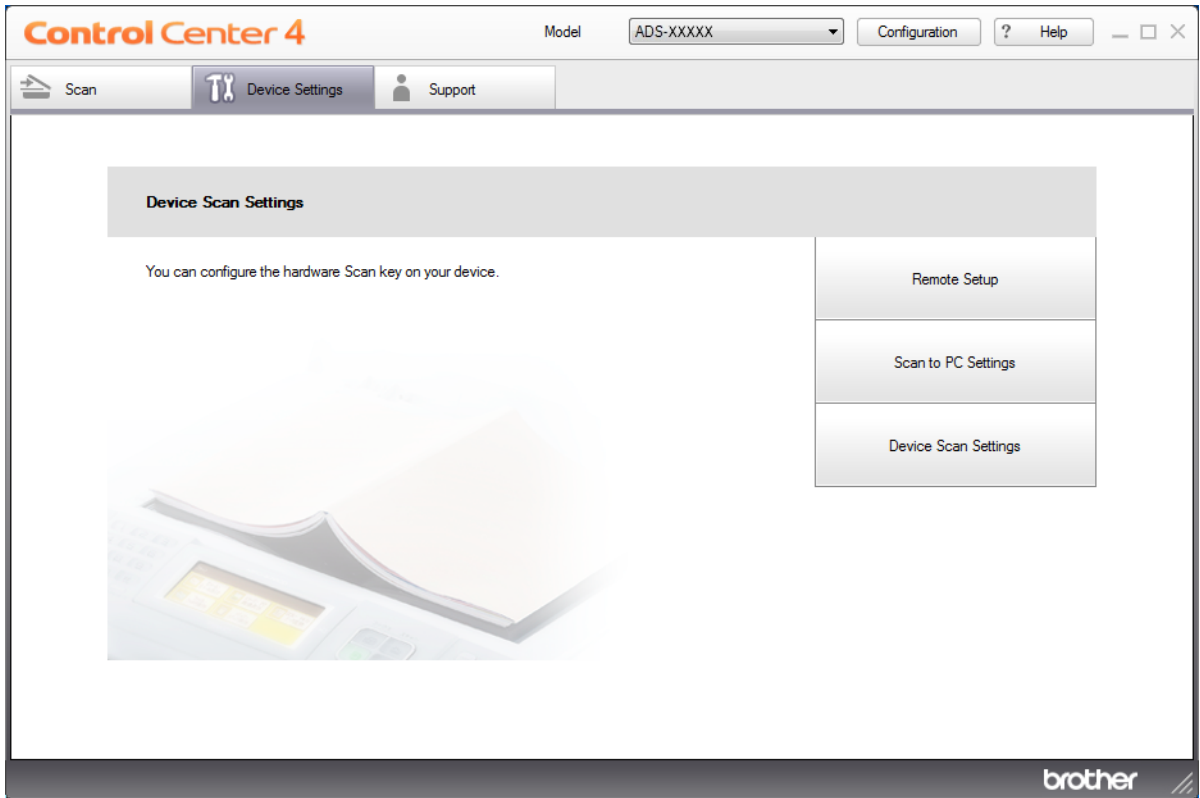 Control Center 4
Model ADS-XXXXX Configuration ? Help
Scan Device Settings Support
Device Scan Settings
You can configure the hardware Scan key on your device.
Remote Setup
Scan to PC Settings
Device Scan Settings
brother